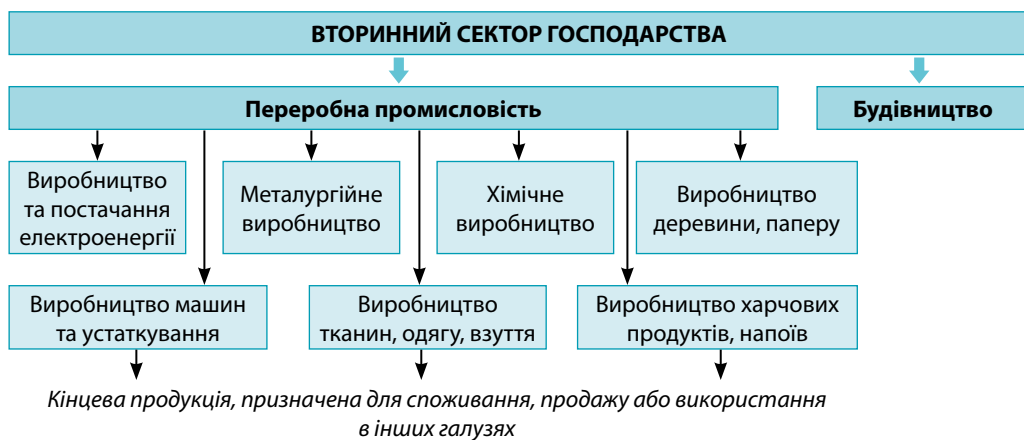 ВТОРИННИЙ СЕКТОР ГОСПОДАРСТВА
Переробна промисловість
Будівництво
Виробництво
та постачання
електроенергії
Металургійне
виробництво
Хімічне
виробництво
Виробництво
деревини, паперу
Виробництво машин
та устаткування
Виробництво
тканин, одягу, взуття
Виробництво харчових
продуктів, напоїв
Кінцева продукція, призначена для споживання, продажу або використання
в інших галузях